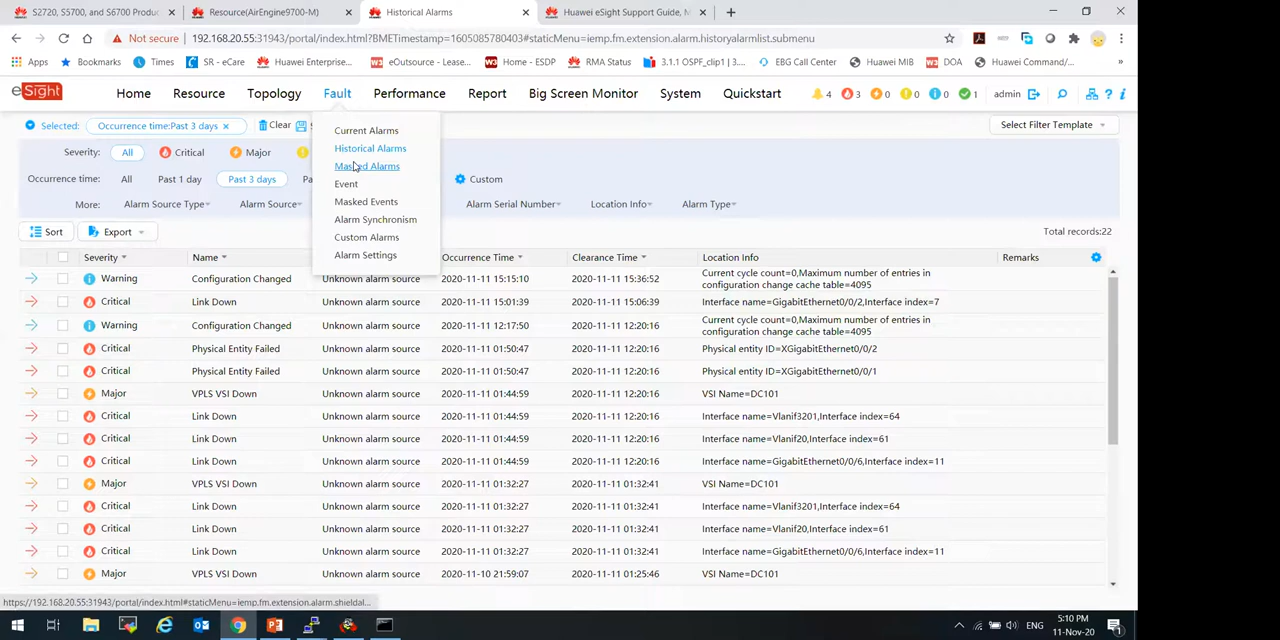 S2720, S5700, and S6700 Produc
Resource(AirEngine9700-M)
Historical Alarms
Huawei eSight Support Guide, M
Not secure
192.168.20.55:31943/portal/index.html?BMETimestamp=1605085780403#staticMenu=iemp.fm.extension.alarm.historyalarmlist.submenu
Apps
Bookmarks
Times
SR - eCare
Huawei Enterprise...
eOutsource - Lease...
Home - ESDP
RMA Status
3.1.1 OSPF_clip1 | 3...
EBG Call Center
Huawei MIB
DOA
Huawei Command/...
eSight
Home
Resource
Topology
Fault
Performance
Report
Big Screen Monitor
System
Quickstart
4
3
0
0
0
1
admin
Selected:
Occurrence time:Past 3 days
Clear
Select Filter Template
Current Alarms
Historical Alarms
Masked Alarms
Event
Masked Events
Alarm Synchronism
Custom Alarms
Alarm Settings
Severity:
All
Critical
Major
Occurrence time:
All
Past 1 day
Past 3 days
Custom
More:
Alarm Source Type
Alarm Source
Alarm Serial Number
Location Info
Alarm Type
Sort
Export
Total records:22
Severity
Name
Occurrence Time
Clearance Time
Location Info
Remarks
Warning Configuration Changed Unknown alarm source 2020-11-11 15:15:10 2020-11-11 15:36:52 Current cycle count=0,Maximum number of entries in
configuration change cache table=4095
Critical Link Down Unknown alarm source 2020-11-11 15:01:39 2020-11-11 15:06:39 Interface name=GigabitEthernet0/0/2,Interface index=7
Warning Configuration Changed Unknown alarm source 2020-11-11 12:17:50 2020-11-11 12:20:16 Current cycle count=0,Maximum number of entries in
configuration change cache table=4095
Critical Physical Entity Failed Unknown alarm source 2020-11-11 01:50:47 2020-11-11 12:20:16 Physical entity ID=XGigabitEthernet0/0/2
Critical Physical Entity Failed Unknown alarm source 2020-11-11 01:50:47 2020-11-11 12:20:16 Physical entity ID=XGigabitEthernet0/0/1
Major VPLS VSI Down Unknown alarm source 2020-11-11 01:44:59 2020-11-11 12:20:16 VSI Name=DC101
Critical Link Down Unknown alarm source 2020-11-11 01:44:59 2020-11-11 12:20:16 Interface name=Vlanif3201,Interface index=64
Critical Link Down Unknown alarm source 2020-11-11 01:44:59 2020-11-11 12:20:16 Interface name=Vlanif20,Interface index=61
Critical Link Down Unknown alarm source 2020-11-11 01:44:59 2020-11-11 12:20:16 Interface name=GigabitEthernet0/0/6,Interface index=11
Major VPLS VSI Down Unknown alarm source 2020-11-11 01:32:27 2020-11-11 01:32:41 VSI Name=DC101
Critical Link Down Unknown alarm source 2020-11-11 01:32:27 2020-11-11 01:32:41 Interface name=Vlanif3201,Interface index=64
Critical Link Down Unknown alarm source 2020-11-11 01:32:27 2020-11-11 01:32:41 Interface name=Vlanif20,Interface index=61
Critical Link Down Unknown alarm source 2020-11-11 01:32:27 2020-11-11 01:32:41 Interface name=GigabitEthernet0/0/6,Interface index=11
Major VPLS VSI Down Unknown alarm source 2020-11-10 21:59:07 2020-11-11 01:25:46 VSI Name=DC101
https://192.168.20.55:31943/portal/index.html#staticMenu=iemp.fm.extension.alarm.shieldal...
ENG
5:10 PM
11-Nov-20
1